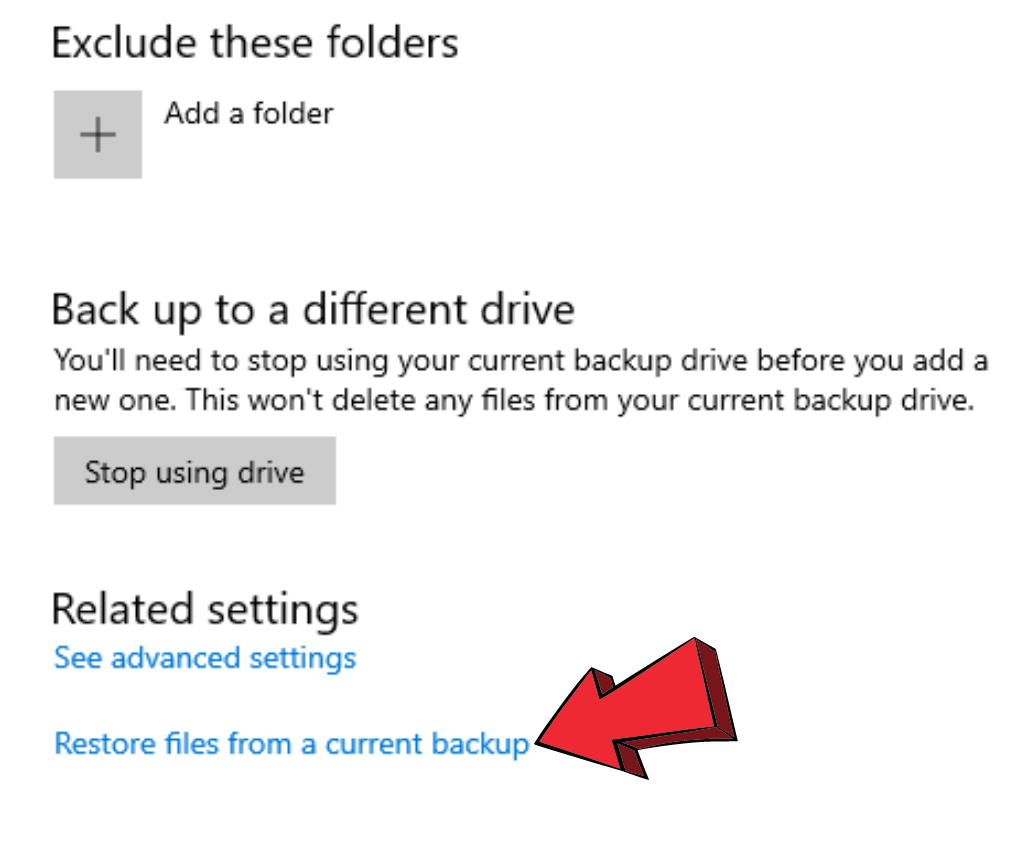 Exclude these folders
Add a folder
Back up to a different drive
You'll need to stop using your current backup drive before you add a
new one. This won't delete any files from your current backup drive.
Stop using drive
Related settings
See advanced settings
Restore files from a current backup